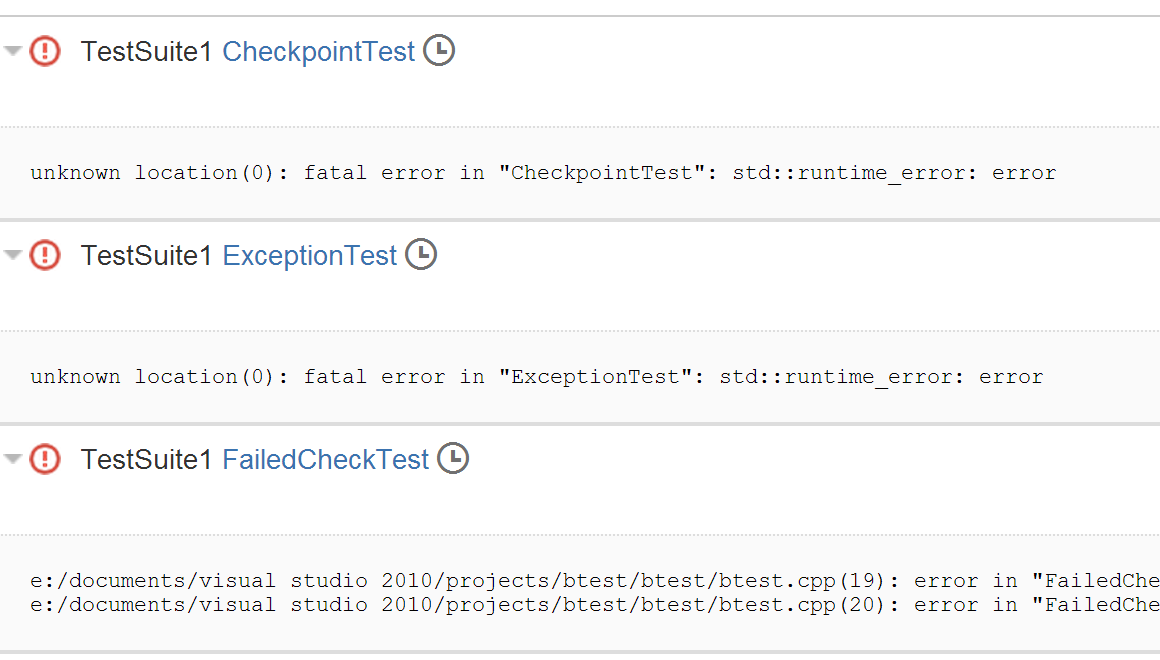 TestSuite1 CheckpointTest
unknown location(0): fatal error in "CheckpointTest": std::runtime_error: error
TestSuite1 ExceptionTest
unknown location(0): fatal error in "ExceptionTest": std::runtime_error: error
TestSuite1 FailedCheckTest
e:/documents/visual studio 2010/projects/btest/btest/btest.cpp(19): error in "FailedChe
e:/documents/visual studio 2010/projects/btest/btest/btest.cpp(20): error in "FailedChe